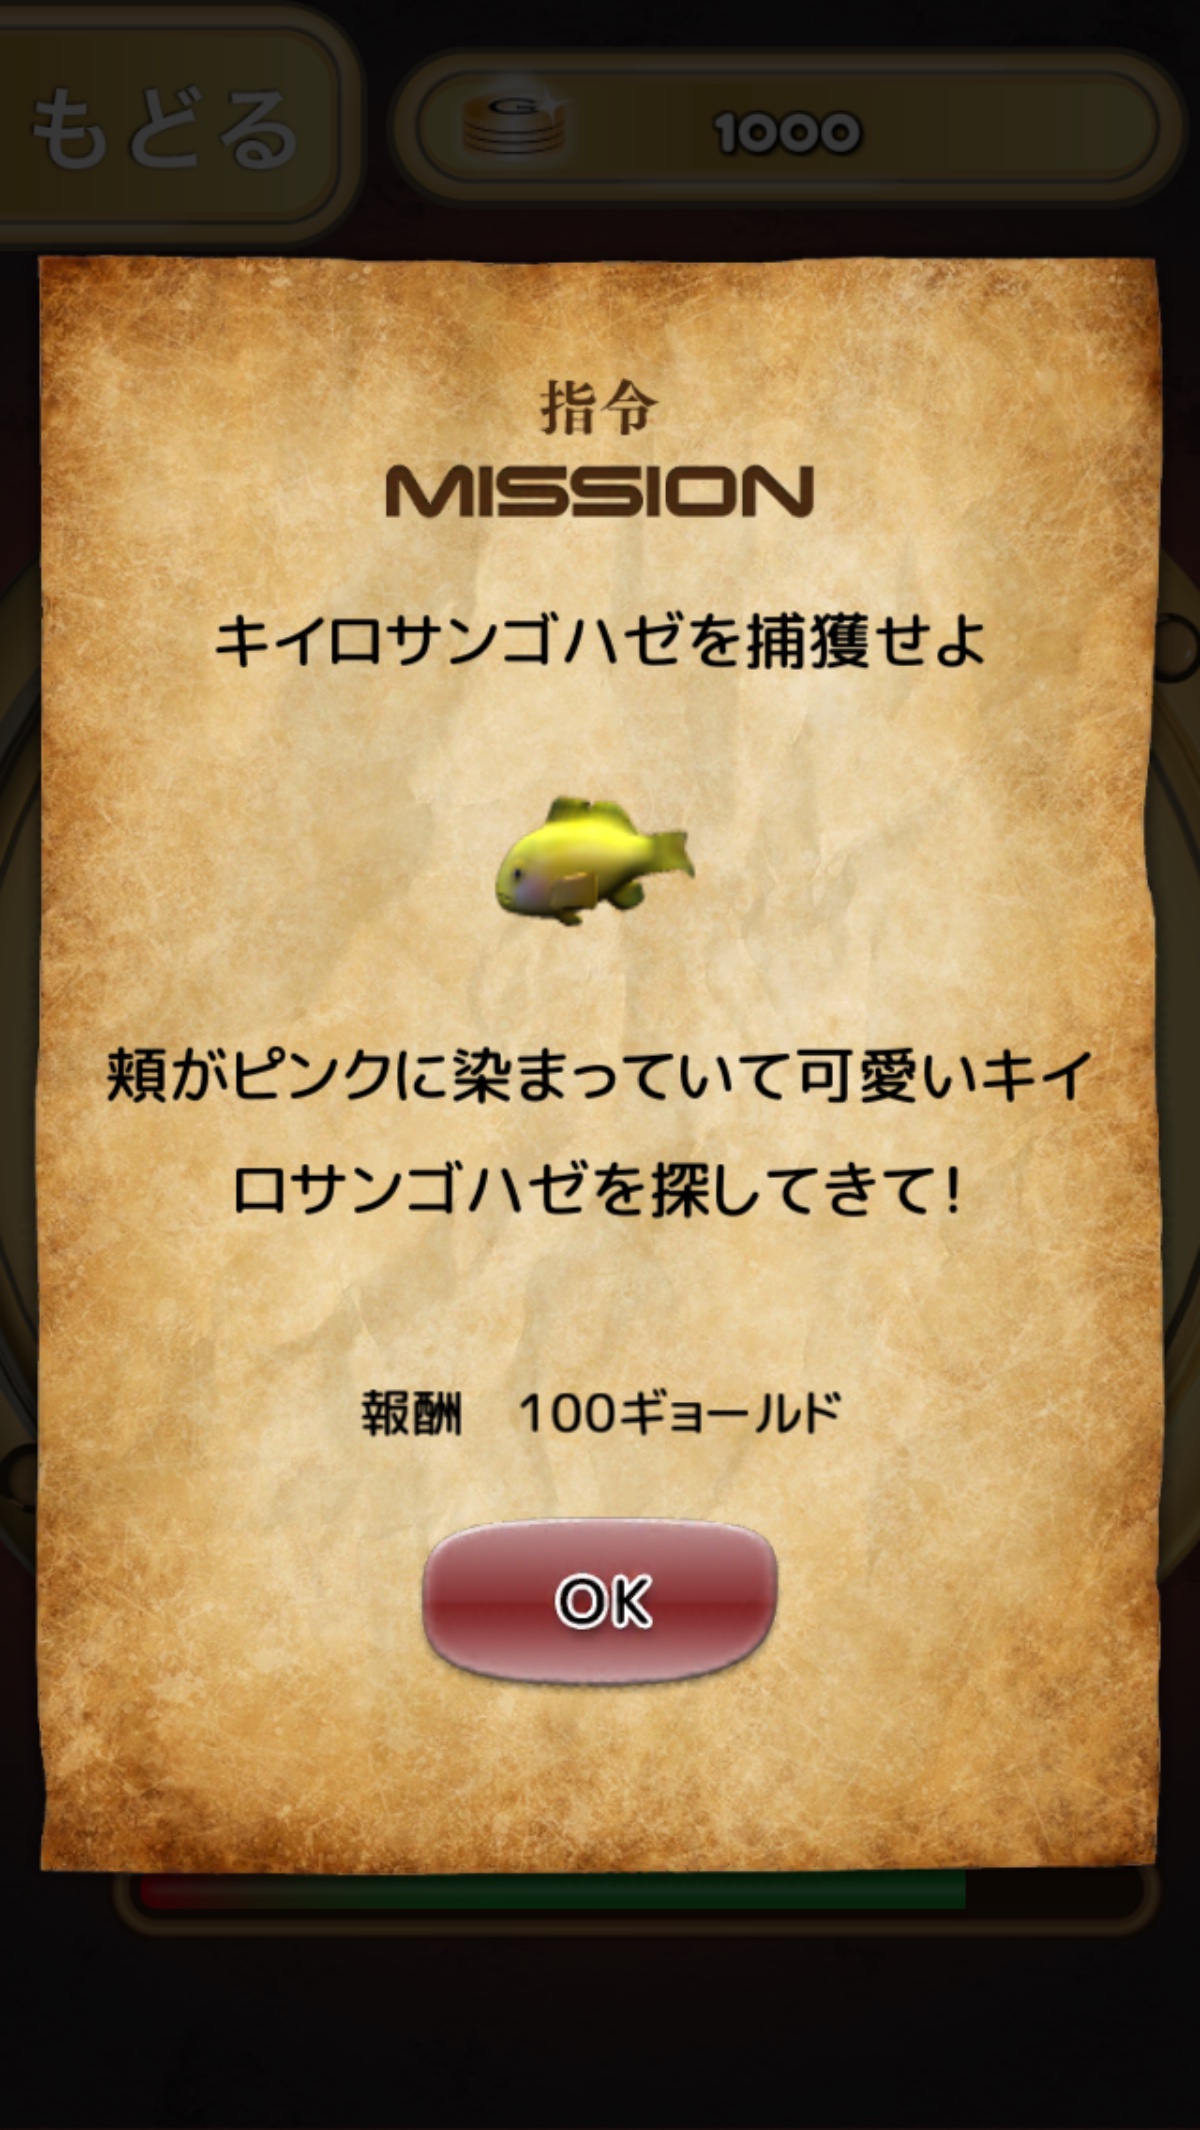 もどる
G
1000
指令
MISSION
キイロサンゴハゼを捕獲せよ
頬がピンクに染まっていて可愛いキイ
ロサンゴハゼを探してきて!
報酬　100ギョールド
OK